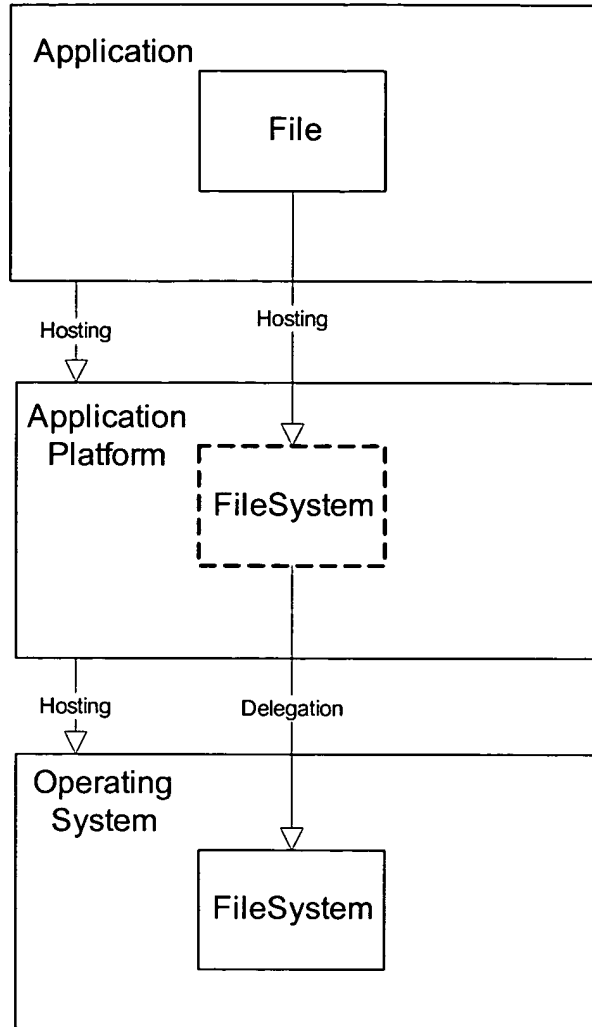 Application
File
Hosting
Hosting
Application
Platform
FileSystem
Hosting
Delegation
Operating
System
FileSystem